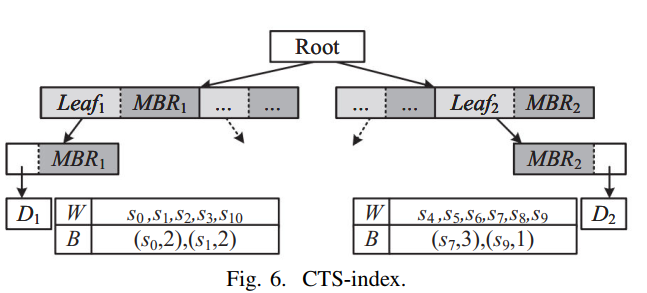 Root
Leaf₁ MBR₁ ... ...
... ... Leaf₂ MBR₂
MBR₁
MBR₂
D₁
W s₀,s₁,s₂,s₃,s₁₀
B (s₀,2),(s₁,2)
W s₄,s₅,s₆,s₇,s₈,s₉
B (s₇,3),(s₉,1)
D₂
Fig. 6. CTS-index.